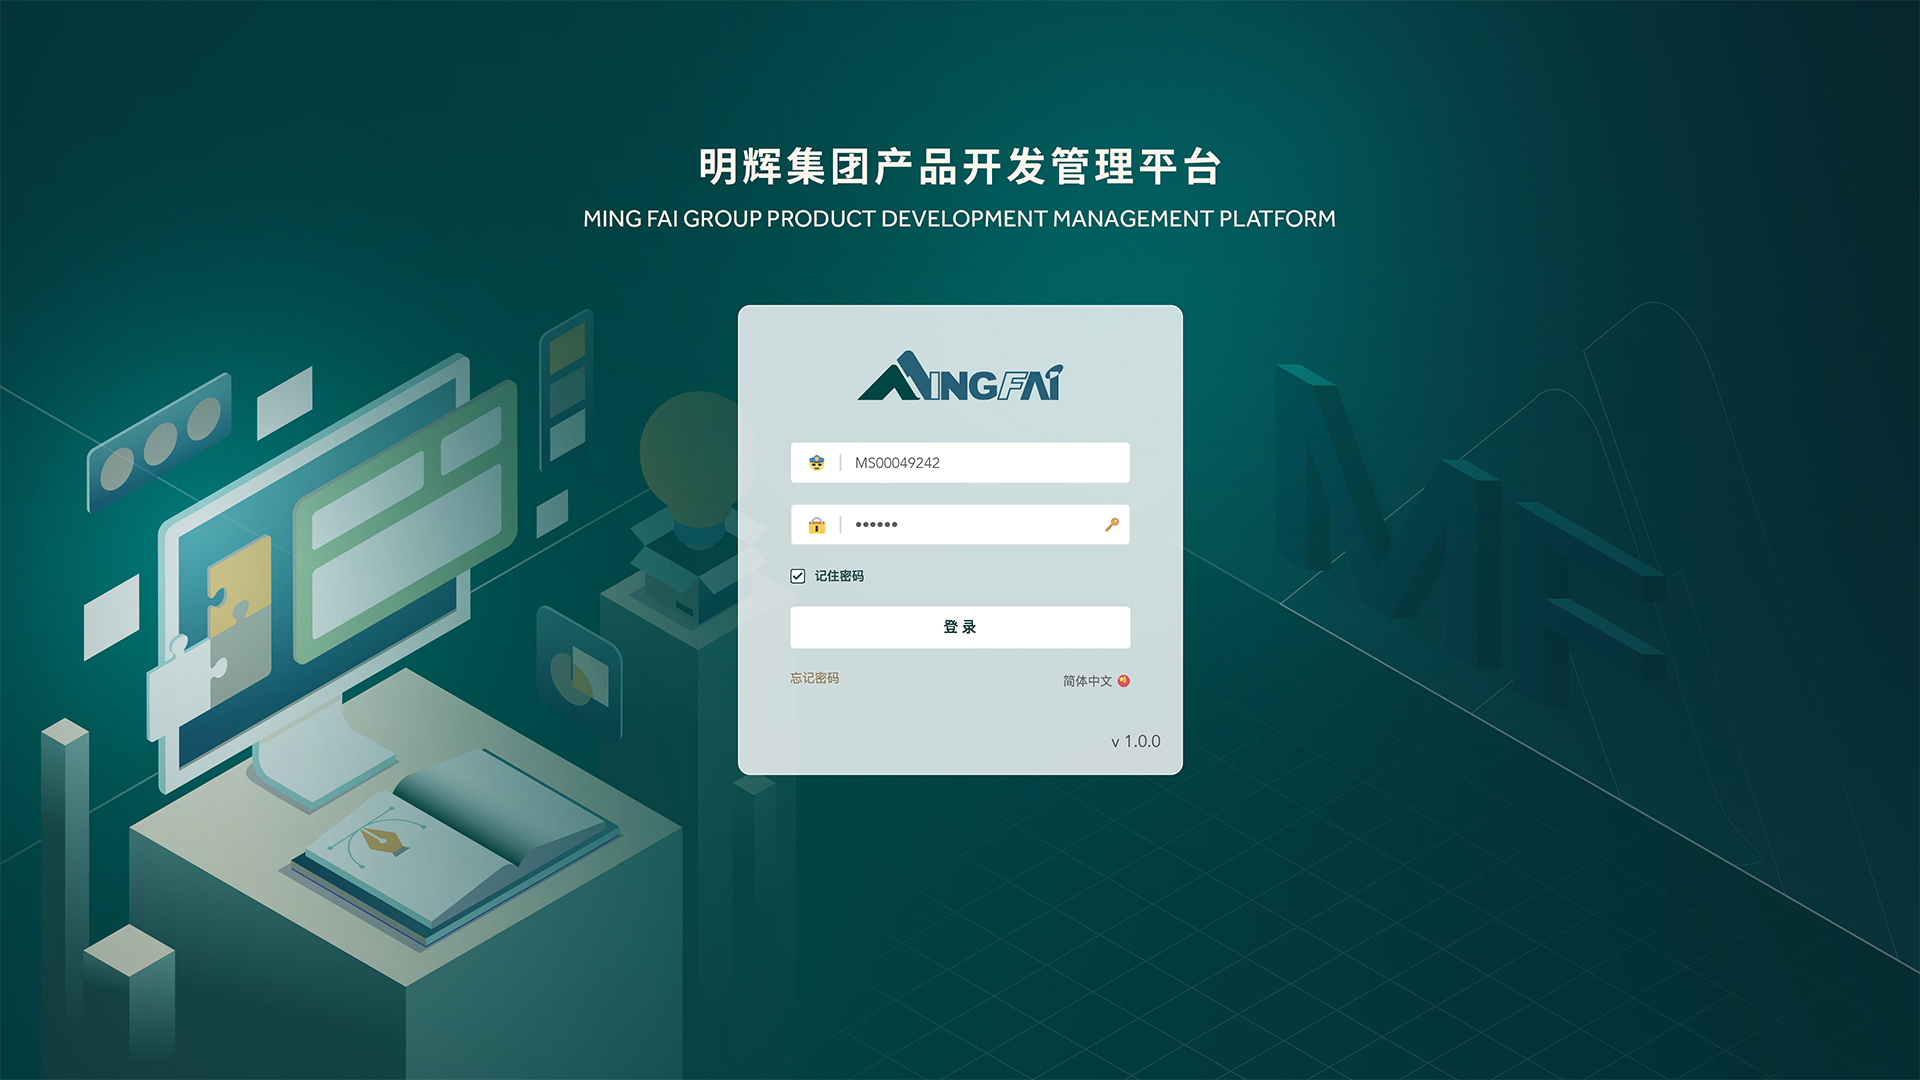 明辉集团产品开发管理平台
MING FAI GROUP PRODUCT DEVELOPMENT MANAGEMENT PLATFORM
MF
MINGFAI
MS00049242
••••••
记住密码
登录
忘记密码
简体中文
v 1.0.0